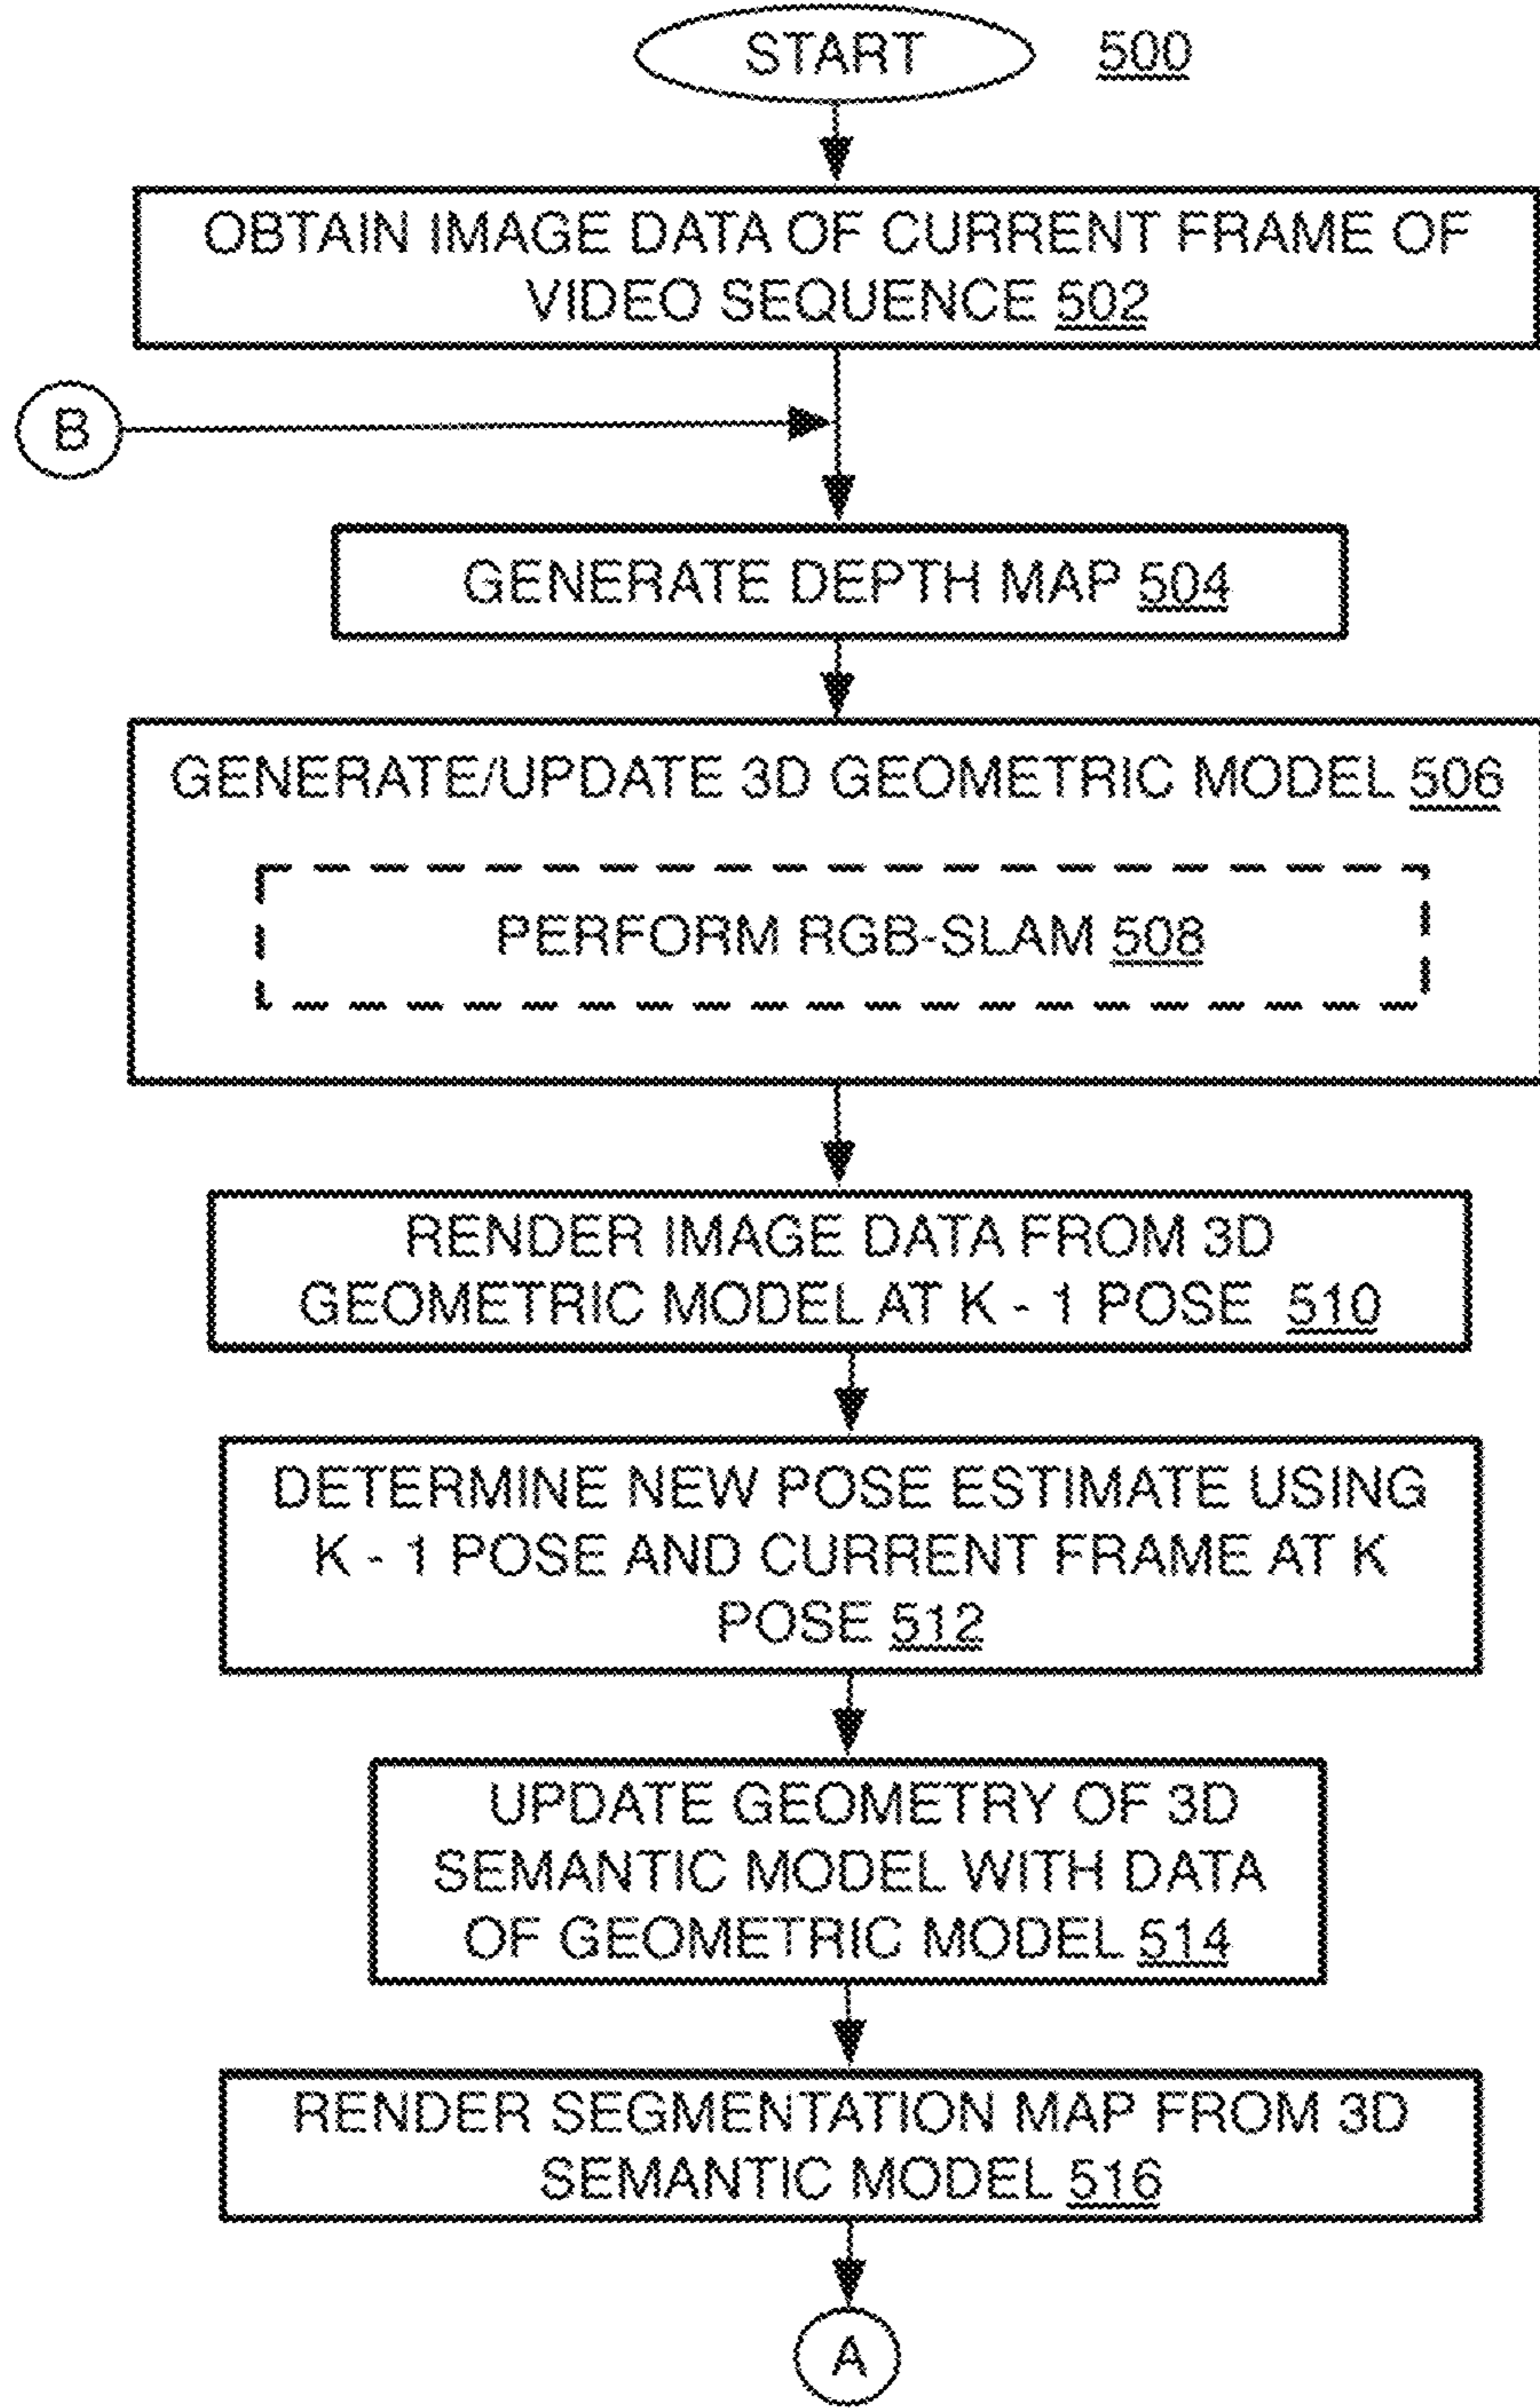 START 500
OBTAIN IMAGE DATA OF CURRENT FRAME OF
VIDEO SEQUENCE 502
B
GENERATE DEPTH MAP 504
GENERATE/UPDATE 3D GEOMETRIC MODEL 506
PERFORM RGB-SLAM 508
RENDER IMAGE DATA FROM 3D
GEOMETRIC MODEL AT K - 1 POSE 510
DETERMINE NEW POSE ESTIMATE USING
K - 1 POSE AND CURRENT FRAME AT K
POSE 512
UPDATE GEOMETRY OF 3D
SEMANTIC MODEL WITH DATA
OF GEOMETRIC MODEL 514
RENDER SEGMENTATION MAP FROM 3D
SEMANTIC MODEL 516
A